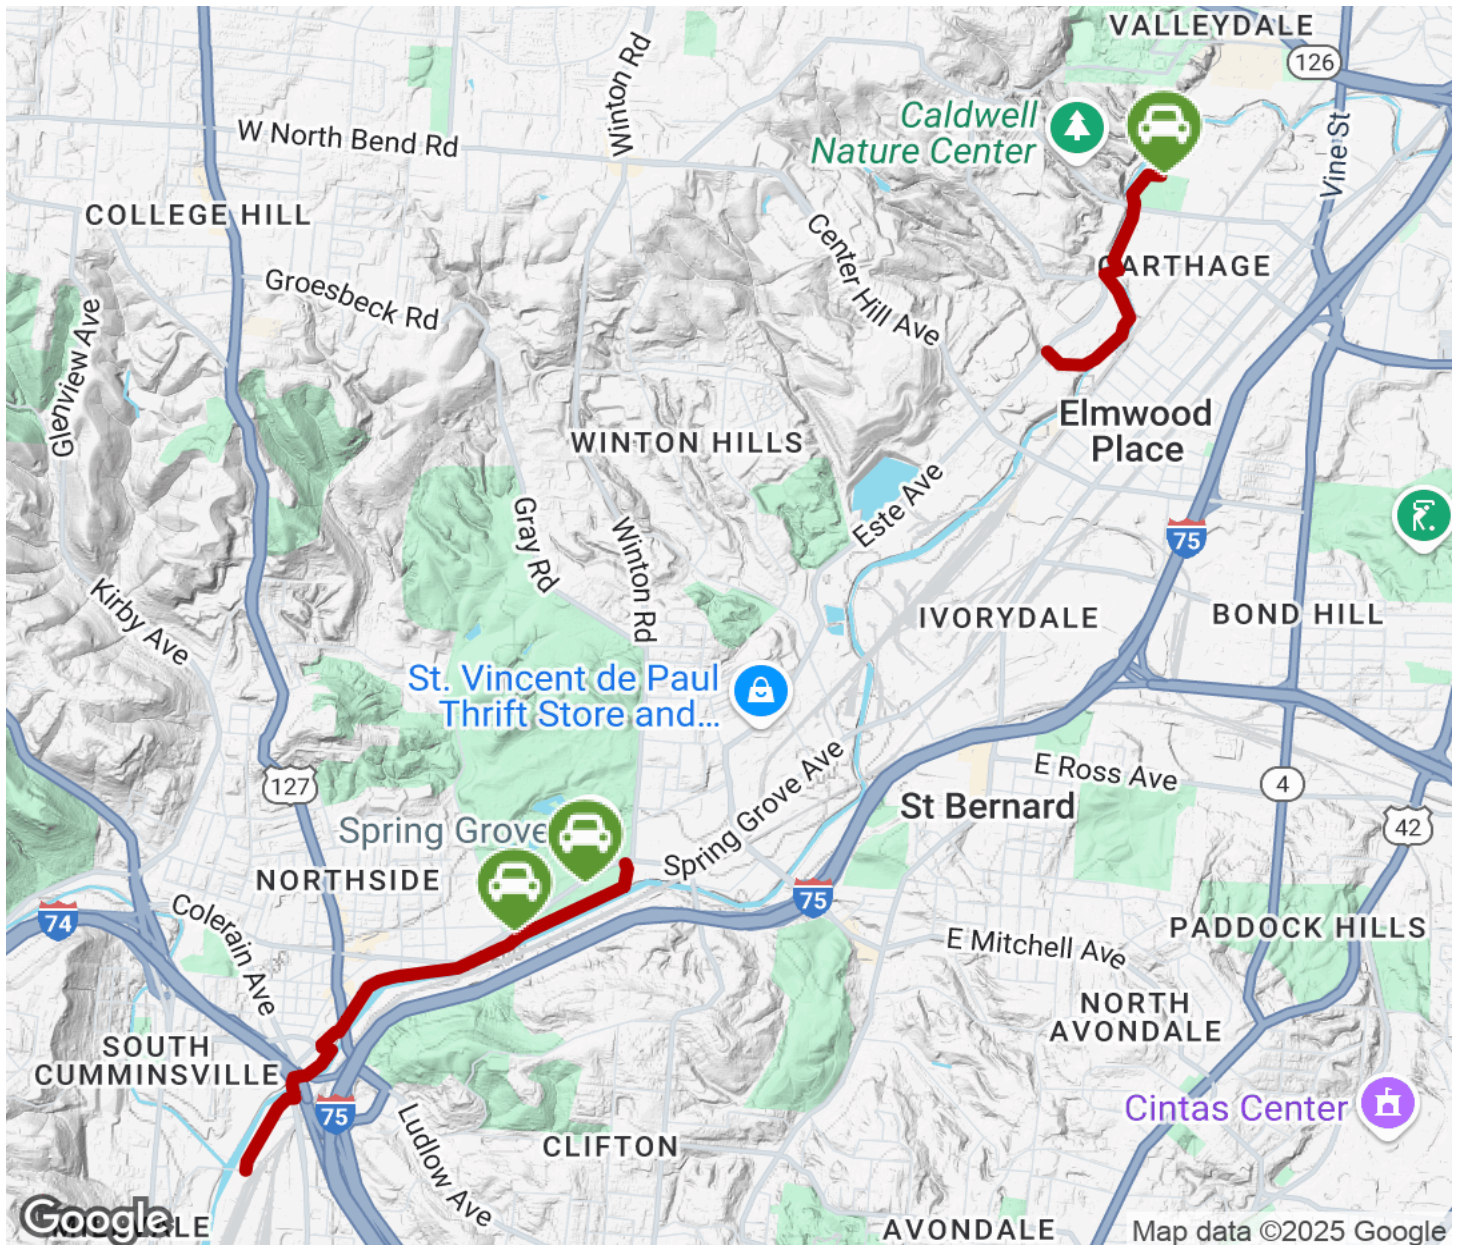 VALLEYDALE
126
Winton Rd
Caldwell
Nature Center
W North Bend Rd
Vine St
COLLEGE HILL
Center Hill Ave
CARTHAGE
Groesbeck Rd
Glenview Ave
Elmwood
Place
WINTON HILLS
Este Ave
Gray Rd
Winton Rd
75
Kirby Ave
IVORYDALE
BOND HILL
St. Vincent de Paul
Thrift Store and...
127
Spring Grove Ave
E Ross Ave
4
St Bernard
42
Spring Grove
NORTHSIDE
75
74
Colerain Ave
PADDOCK HILLS
E Mitchell Ave
NORTH
AVONDALE
SOUTH
CUMMINSVILLE
75
Ludlow Ave
Cintas Center
CLIFTON
Google
AVONDALE
Map data ©2025 Google